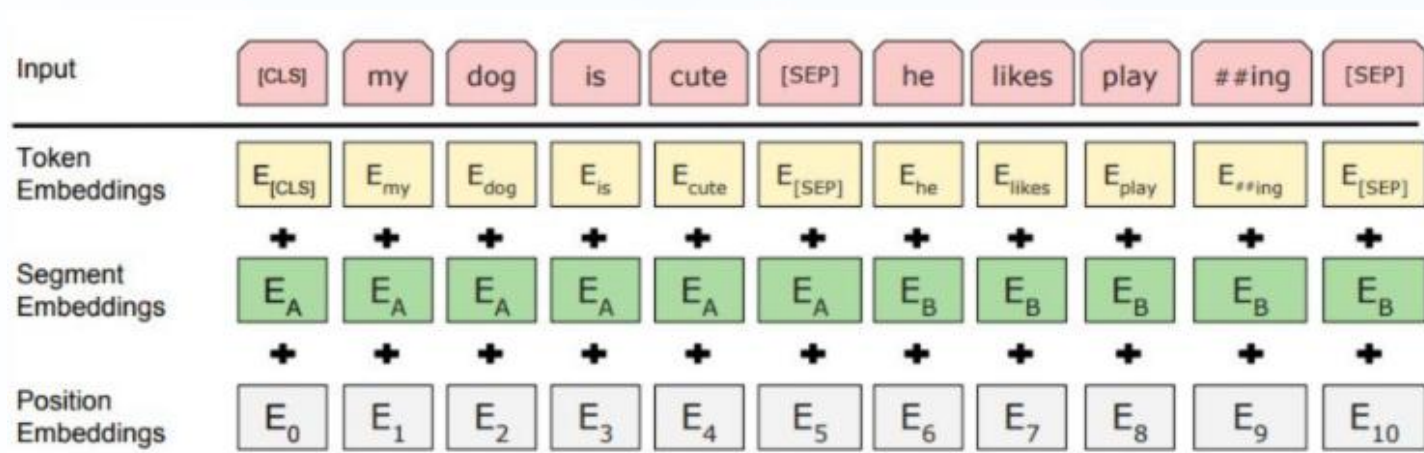 Input [CLS] my dog is cute [SEP] he likes play ##ing [SEP]
Token Embeddings E[CLS] Emy Edog Eis Ecute E[SEP] Ehe Elikes Eplay E##ing E[SEP]
+ + + + + + + + + + +
Segment Embeddings EA EA EA EA EA EA EB EB EB EB EB
+ + + + + + + + + + +
Position Embeddings E0 E1 E2 E3 E4 E5 E6 E7 E8 E9 E10